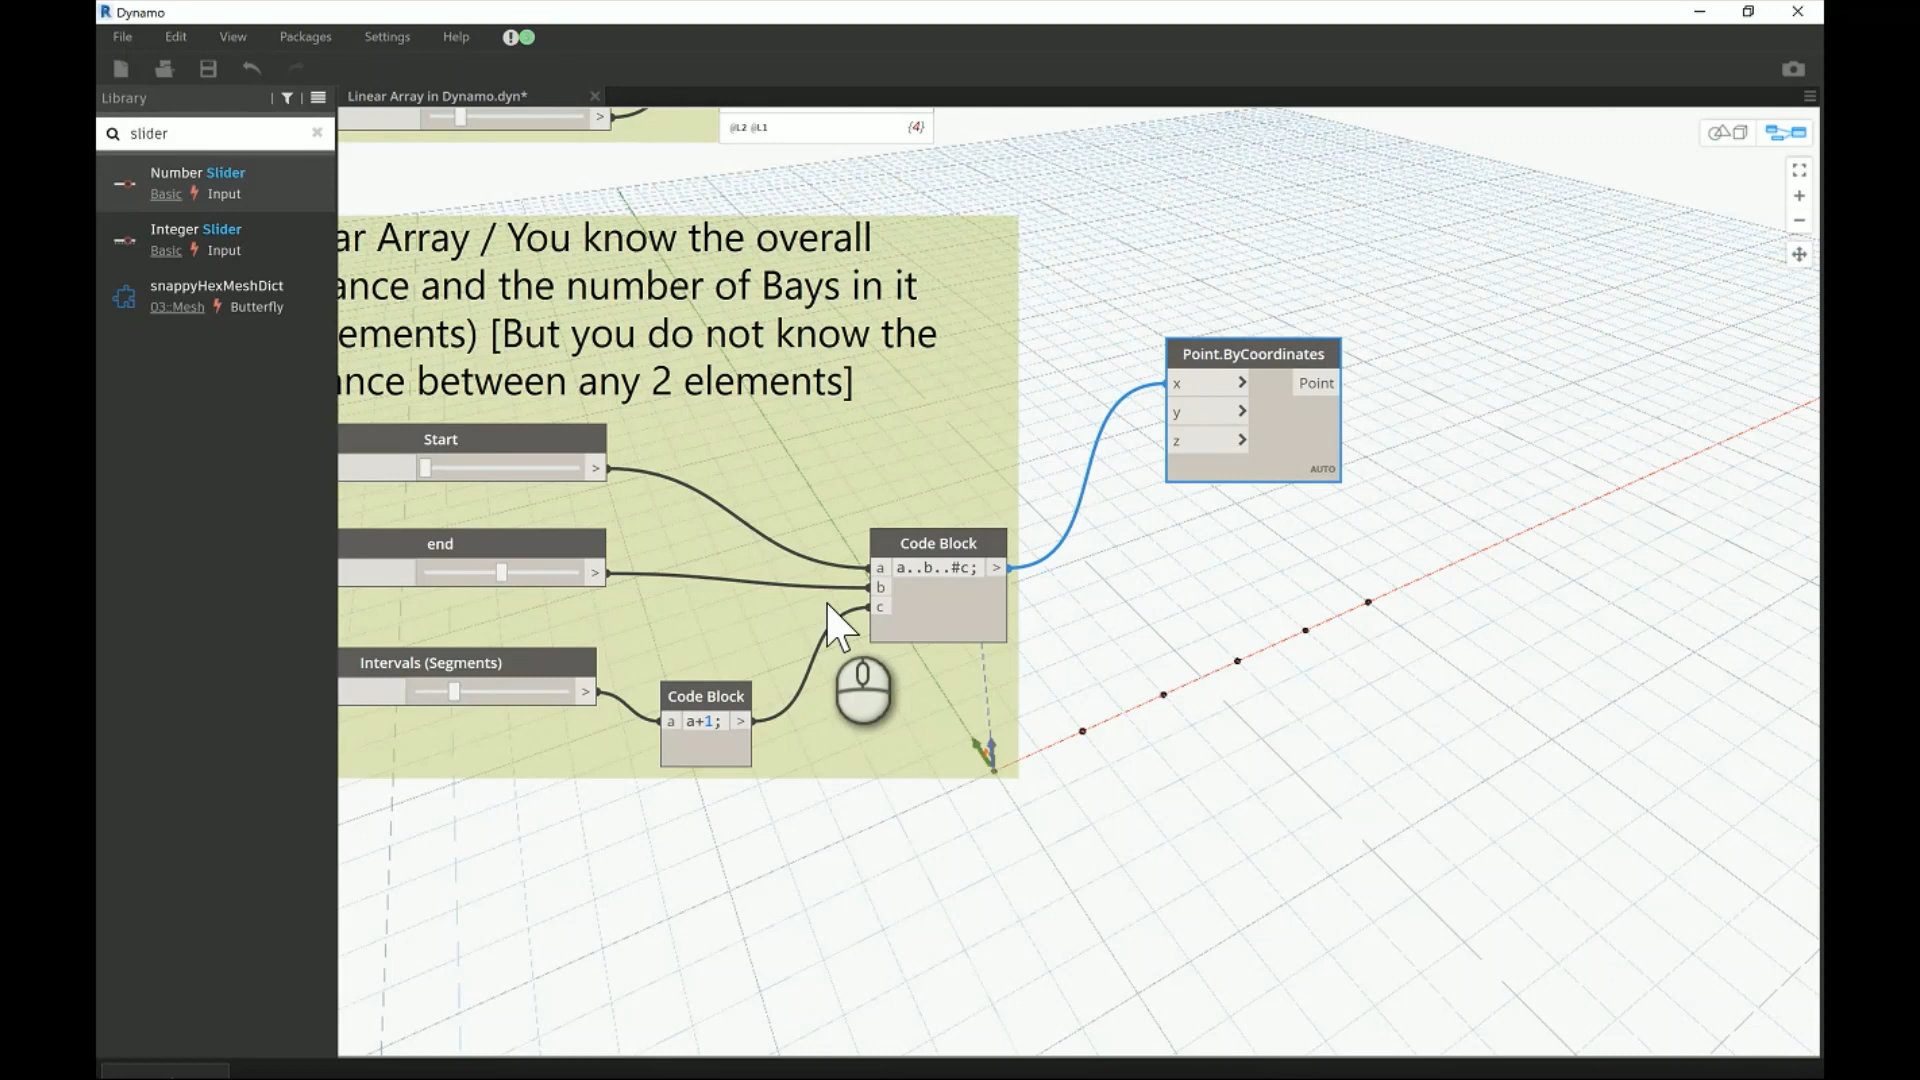 Dynamo
File Edit View Packages Settings Help
Library
Linear Array in Dynamo.dyn*
slider
@L2 @L1 {4}
Number Slider
Basic Input
Integer Slider
Basic Input
snappyHexMeshDict
03::Mesh Butterfly
ar Array / You know the overall
ance and the number of Bays in it
ements) [But you do not know the
ance between any 2 elements]
Point.ByCoordinates
x > Point
y >
z >
AUTO
Start
>
end
>
Code Block
a a..b..#c; >
b
c
Intervals (Segments)
>
Code Block
a a+1; >